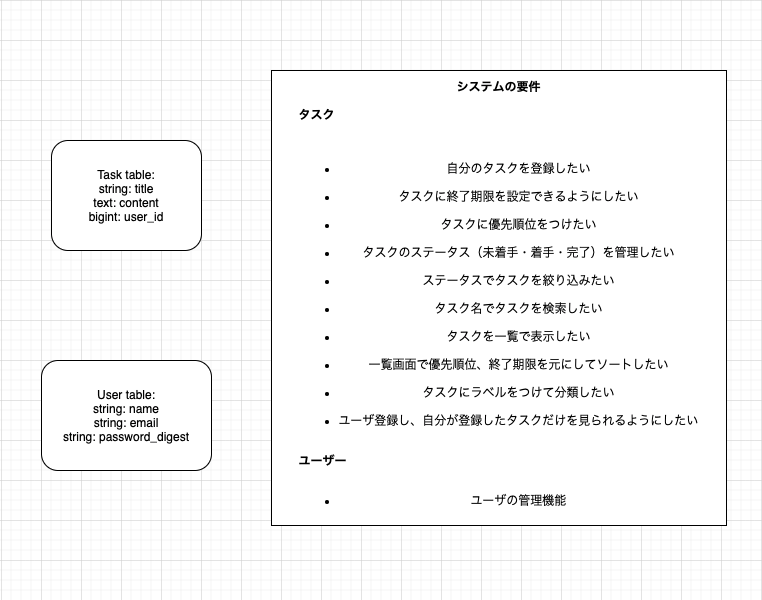 Task table:
string: title
text: content
bigint: user_id
User table:
string: name
string: email
string: password_digest
システムの要件
タスク
• 自分のタスクを登録したい
• タスクに終了期限を設定できるようにしたい
• タスクに優先順位をつけたい
• タスクのステータス（未着手・着手・完了）を管理したい
• ステータスでタスクを絞り込みたい
• タスク名でタスクを検索したい
• タスクを一覧で表示したい
• 一覧画面で優先順位、終了期限を元にしてソートしたい
• タスクにラベルをつけて分類したい
• ユーザ登録し、自分が登録したタスクだけを見られるようにしたい
ユーザー
• ユーザの管理機能